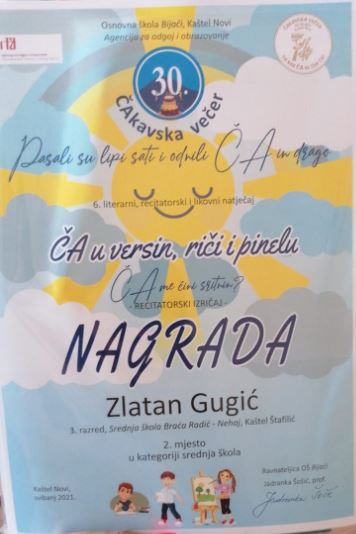 Osnovna škola Bijaći, Kaštel Novi
Agencija za odgoj i obrazovanje
30.
ČAkavska večer
Pasali su lipi sati i odnili ČA in drago
6. literarni, recitatorski i likovni natječaj
ČA u versin, riči i pinelu
ČA me čini sritnin?
- RECITATORSKI IZRIČAJ -
NAGRADA
Zlatan Gugić
3. razred, Srednja škola Braća Radić - Nehaj, Kaštel Štafilić
2. mjesto
u kategoriji srednja škola
Kaštel Novi,
svibanj 2021.
Ravnateljica OŠ Bijaći
Jadranka Šošić, prof.